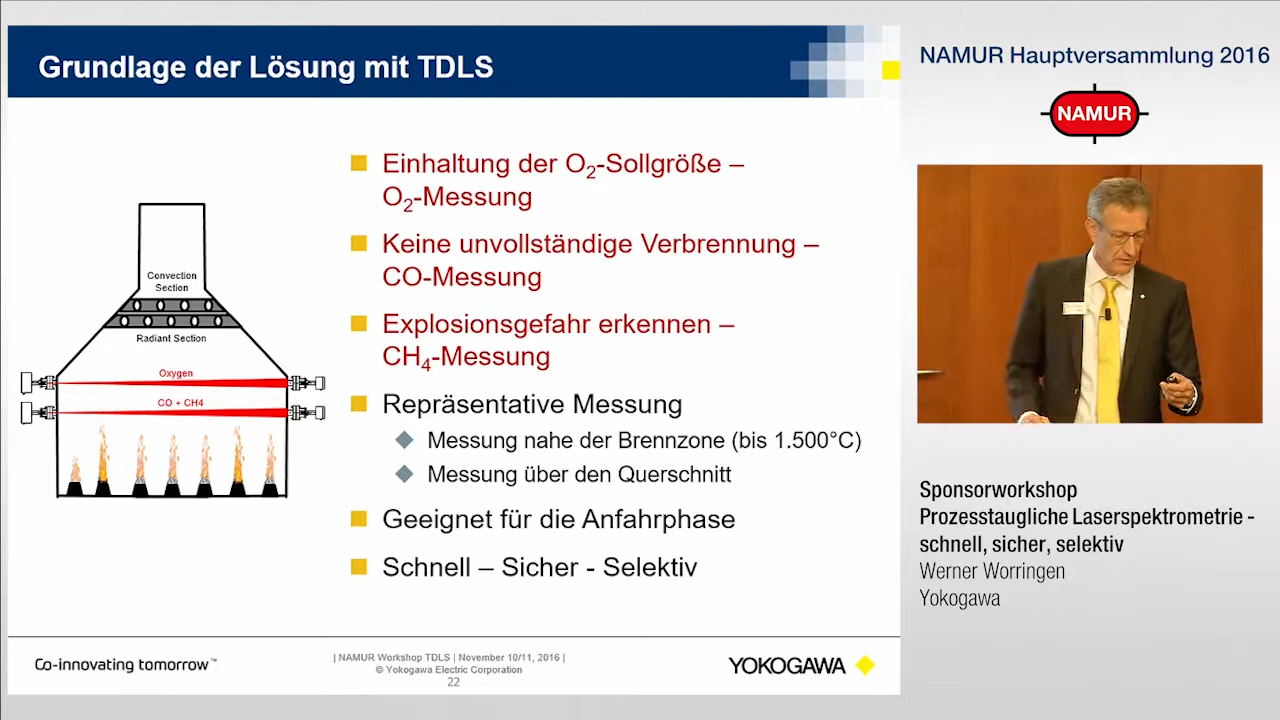 Grundlage der Lösung mit TDLS
Einhaltung der O₂-Sollgröße –
O₂-Messung
Keine unvollständige Verbrennung –
CO-Messung
Explosionsgefahr erkennen –
CH₄-Messung
Repräsentative Messung
Messung nahe der Brennzone (bis 1.500°C)
Messung über den Querschnitt
Geeignet für die Anfahrphase
Schnell – Sicher - Selektiv
Convection
Section
Radiant Section
Oxygen
CO + CH4
Co-innovating tomorrow™
| NAMUR Workshop TDLS | November 10/11, 2016 |
© Yokogawa Electric Corporation
22
YOKOGAWA
NAMUR Hauptversammlung 2016
NAMUR
Sponsorworkshop
Prozesstaugliche Laserspektrometrie -
schnell, sicher, selektiv
Werner Worringen
Yokogawa